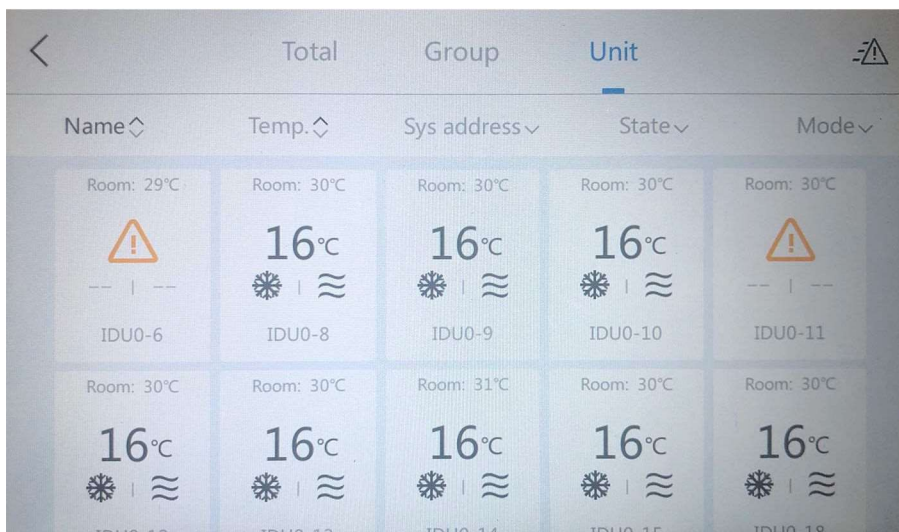 Total Group Unit
Name Temp. Sys address State Mode
Room: 29°C Room: 30°C Room: 30°C Room: 30°C Room: 30°C
16°C 16°C 16°C
-- | -- -- | --
IDU0-6 IDU0-8 IDU0-9 IDU0-10 IDU0-11
Room: 30°C Room: 30°C Room: 31°C Room: 30°C Room: 30°C
16°C 16°C 16°C 16°C 16°C